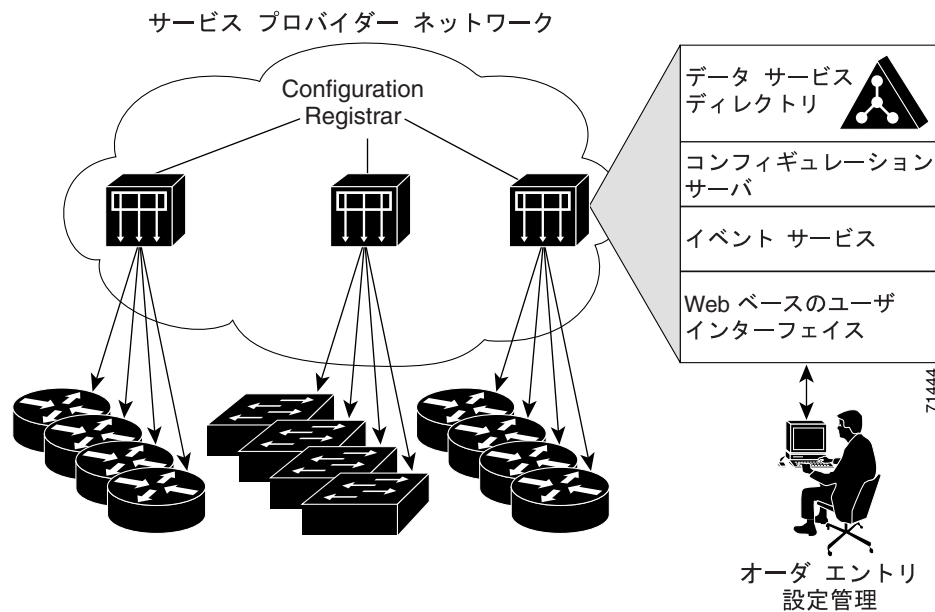 サービス プロバイダー ネットワーク
Configuration
Registrar
データ サービス
ディレクトリ
コンフィギュレーション
サーバ
イベント サービス
Web ベースのユーザ
インターフェイス
71444
オーダ エントリ
設定管理